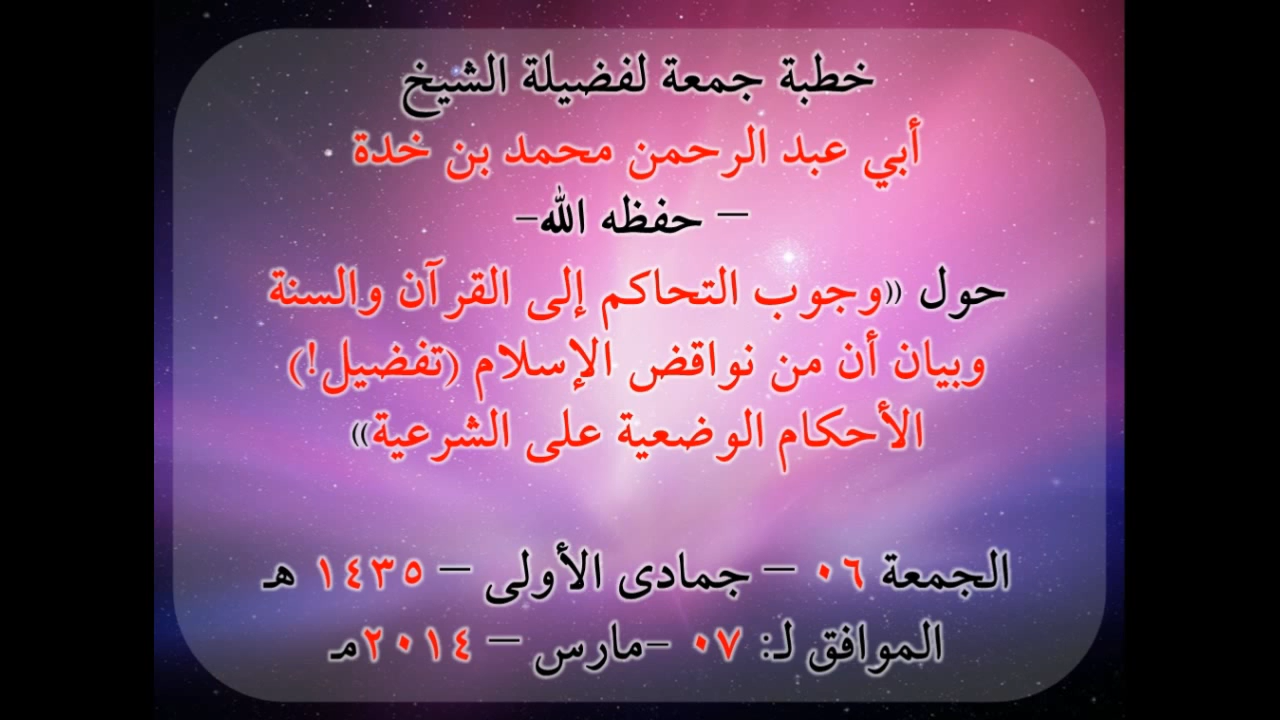 خطبة جمعة لفضيلة الشيخ
أبي عبد الرحمن محمد بن خدة
– حفظه الله–
حول ((وجوب التحاكم إلى القرآن والسنة
وبيان أن من نواقض الإسلام (تفضيل!)
الأحكام الوضعية على الشرعية))
الجمعة ٠٦ – جمادى الأولى – ١٤٣٥ هـ
الموافق لـ: ٠٧ –مارس – ٢٠١٤مـ